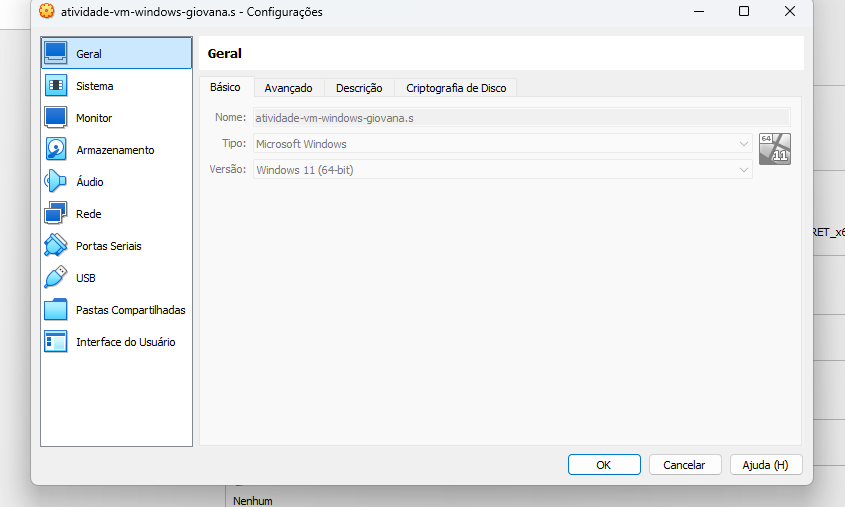 atividade-vm-windows-giovana.s - Configurações
Geral
Sistema
Monitor
Armazenamento
Áudio
Rede
Portas Seriais
USB
Pastas Compartilhadas
Interface do Usuário
Geral
Básico Avançado Descrição Criptografia de Disco
Nome: atividade-vm-windows-giovana.s
Tipo: Microsoft Windows
64
11
Versão: Windows 11 (64-bit)
RET_x6
OK Cancelar Ajuda (H)
Nenhum